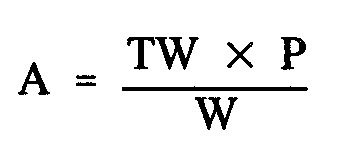 A = TW × P / W